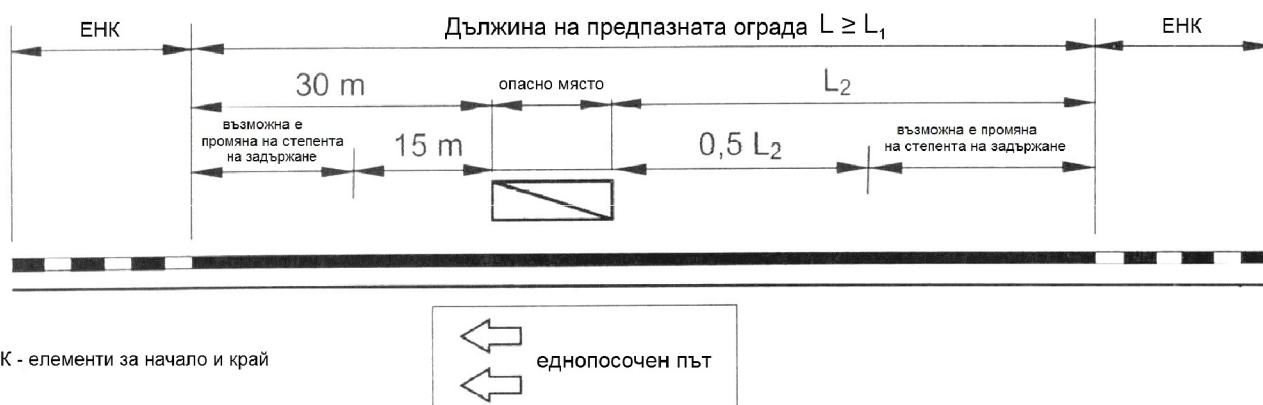 ЕНК
Дължина на предпазната ограда L ≥ L₁
ЕНК
30 m
опасно място
L₂
възможна е
промяна на степента
на задържане
15 m
0,5 L₂
възможна е промяна
на степента на задържане
К - елементи за начало и край
еднопосочен път